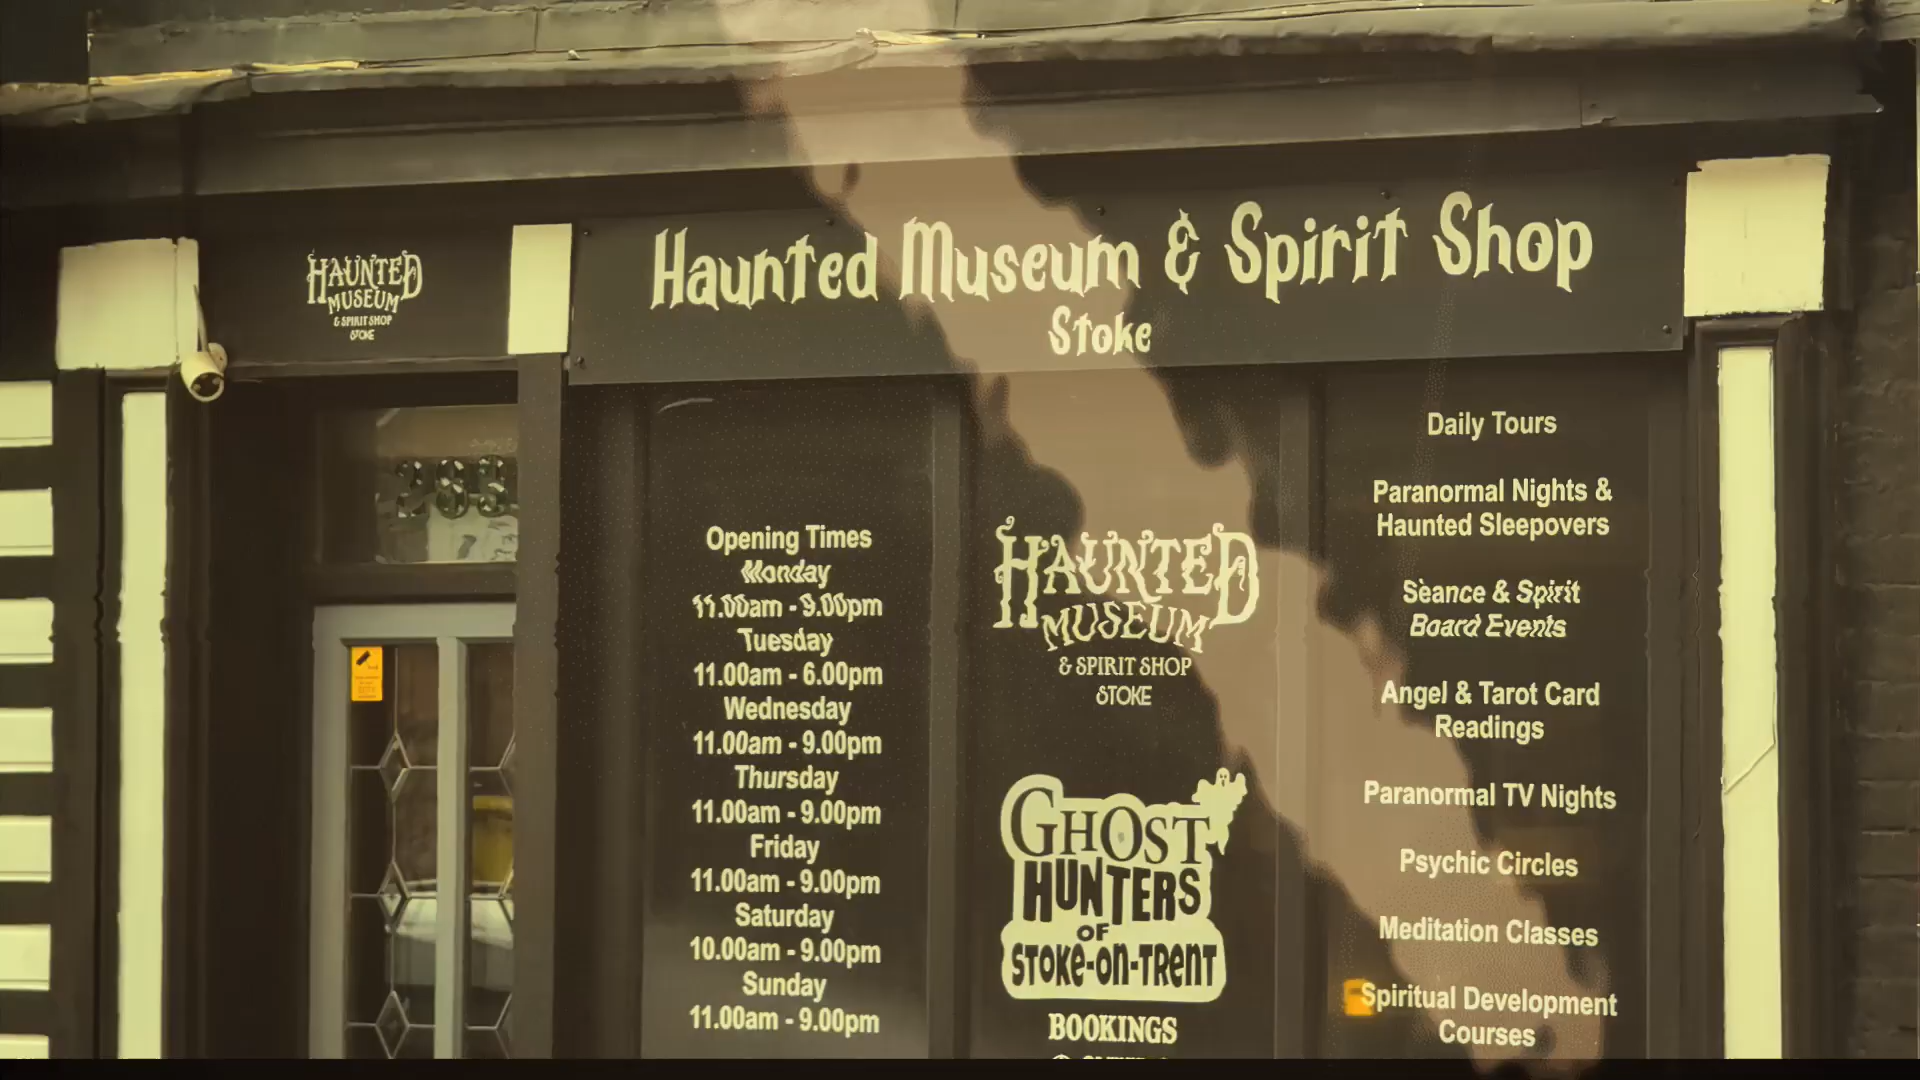 Haunted Museum & Spirit Shop
Stoke
HAUNTED
MUSEUM
& SPIRIT SHOP
STOKE
283
Opening Times
Monday
11.00am - 9.00pm
Tuesday
11.00am - 6.00pm
Wednesday
11.00am - 9.00pm
Thursday
11.00am - 9.00pm
Friday
11.00am - 9.00pm
Saturday
10.00am - 9.00pm
Sunday
11.00am - 9.00pm
HAUNTED
MUSEUM
& SPIRIT SHOP
STOKE
GHOST
HUNTERS
OF
STOKE-ON-TRENT
BOOKINGS
Daily Tours
Paranormal Nights &
Haunted Sleepovers
Sèance & Spirit
Board Events
Angel & Tarot Card
Readings
Paranormal TV Nights
Psychic Circles
Meditation Classes
Spiritual Development
Courses